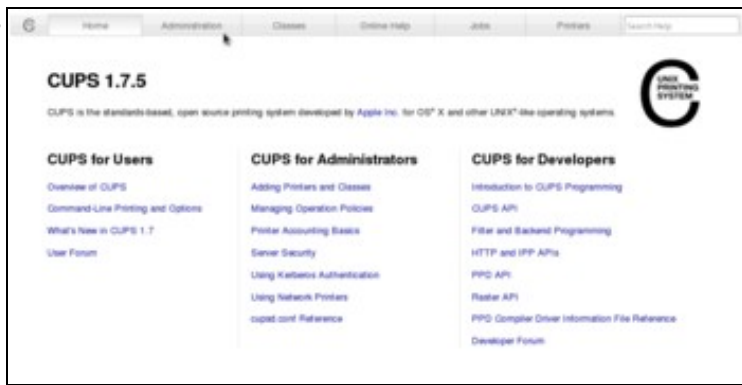 Home Administration Classes Online Help Jobs Printers Search Help
CUPS 1.7.5
UNIX
PRINTING
SYSTEM
CUPS is the standards-based, open source printing system developed by Apple Inc. for OS® X and other UNIX®-like operating systems.
CUPS for Users
Overview of CUPS
Command-Line Printing and Options
What's New in CUPS 1.7
User Forum
CUPS for Administrators
Adding Printers and Classes
Managing Operation Policies
Printer Accounting Basics
Server Security
Using Kerberos Authentication
Using Network Printers
cupsd.conf Reference
CUPS for Developers
Introduction to CUPS Programming
CUPS API
Filter and Backend Programming
HTTP and IPP APIs
PPD API
Raster API
PPD Compiler Driver Information File Reference
Developer Forum